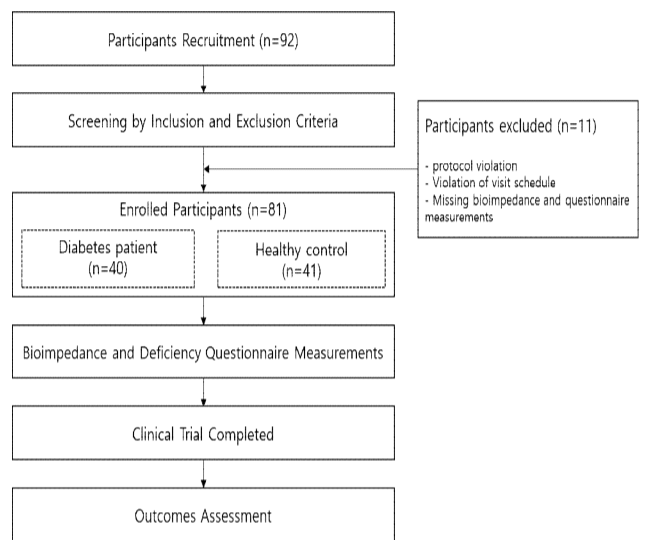 Participants Recruitment (n=92)
Screening by Inclusion and Exclusion Criteria
Participants excluded (n=11)
- protocol violation
- Violation of visit schedule
- Missing bioimpedance and questionnaire
measurements
Enrolled Participants (n=81)
Diabetes patient
(n=40)
Healthy control
(n=41)
Bioimpedance and Deficiency Questionnaire Measurements
Clinical Trial Completed
Outcomes Assessment